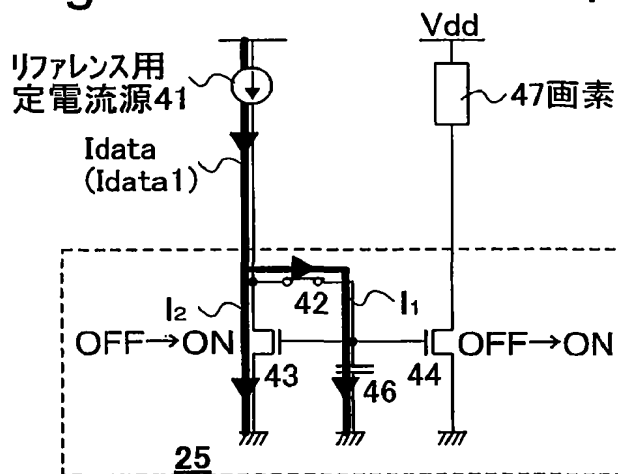 Vdd
リファレンス用
定電流源41
47画素
Idata
(Idata1)
42
I₂
I₁
OFF→ON
43
46
44
OFF→ON
25